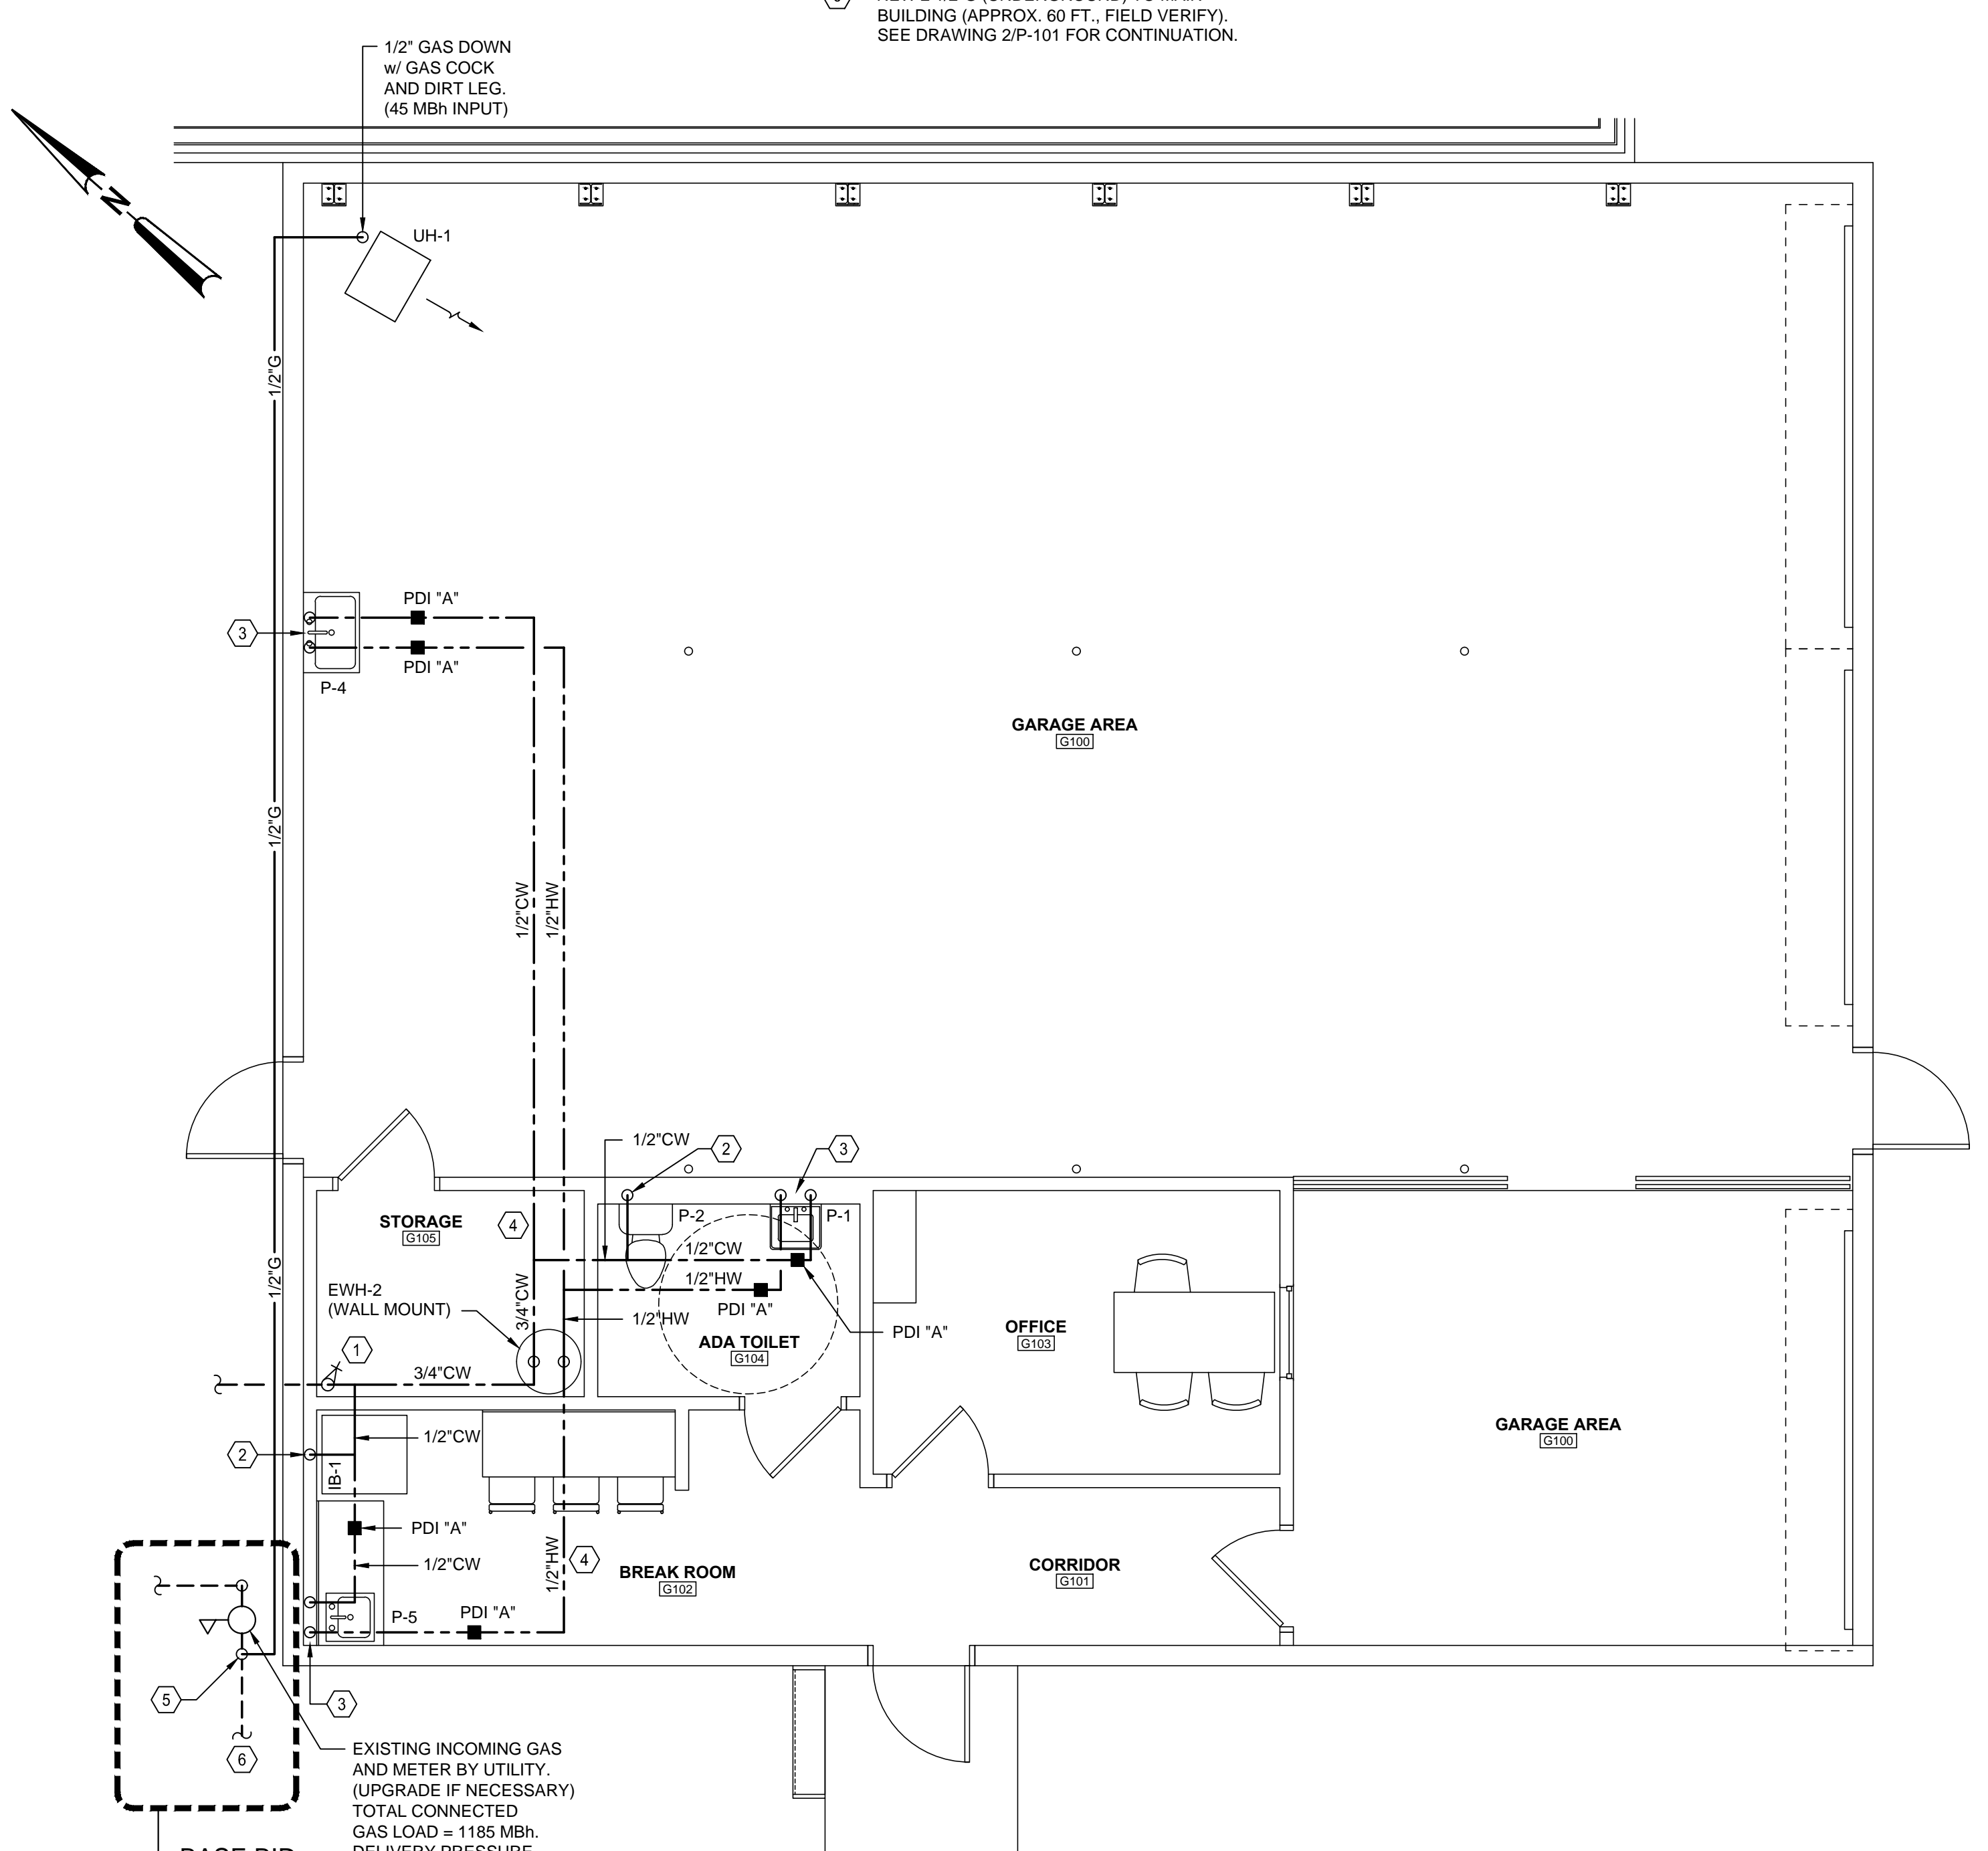 BUILDING (APPROX. 60 FT., FIELD VERIFY).
SEE DRAWING 2/P-101 FOR CONTINUATION.
1/2" GAS DOWN
w/ GAS COCK
AND DIRT LEG.
(45 MBh INPUT)
N
UH-1
1/2"G
PDI "A"
3
PDI "A"
P-4
GARAGE AREA
G100
1/2"G
1/2"CW
1/2"HW
1/2"CW
2
3
STORAGE
G105
4
P-2
P-1
1/2"CW
1/2"HW
1/2"G
EWH-2
(WALL MOUNT)
3/4"CW
PDI "A"
1/2"HW
PDI "A"
ADA TOILET
G104
OFFICE
G103
1
3/4"CW
1/2"CW
2
IB-1
GARAGE AREA
G100
PDI "A"
1/2"CW
1/2"HW
4
BREAK ROOM
G102
CORRIDOR
G101
P-5
PDI "A"
5
3
6
EXISTING INCOMING GAS
AND METER BY UTILITY.
(UPGRADE IF NECESSARY)
TOTAL CONNECTED
GAS LOAD = 1185 MBh.
DELIVERY PRESSURE
BASE BID